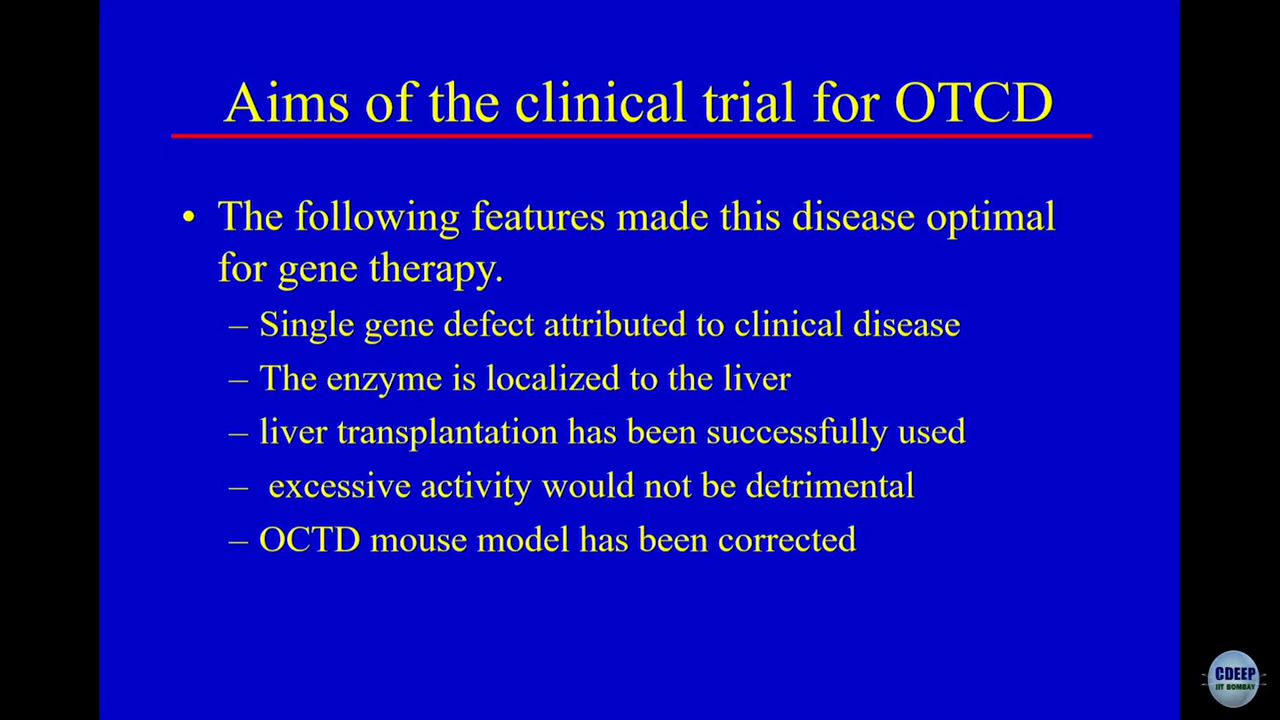 Aims of the clinical trial for OTCD
• The following features made this disease optimal
for gene therapy.
– Single gene defect attributed to clinical disease
– The enzyme is localized to the liver
– liver transplantation has been successfully used
– excessive activity would not be detrimental
– OCTD mouse model has been corrected
CDEEP
IIT BOMBAY